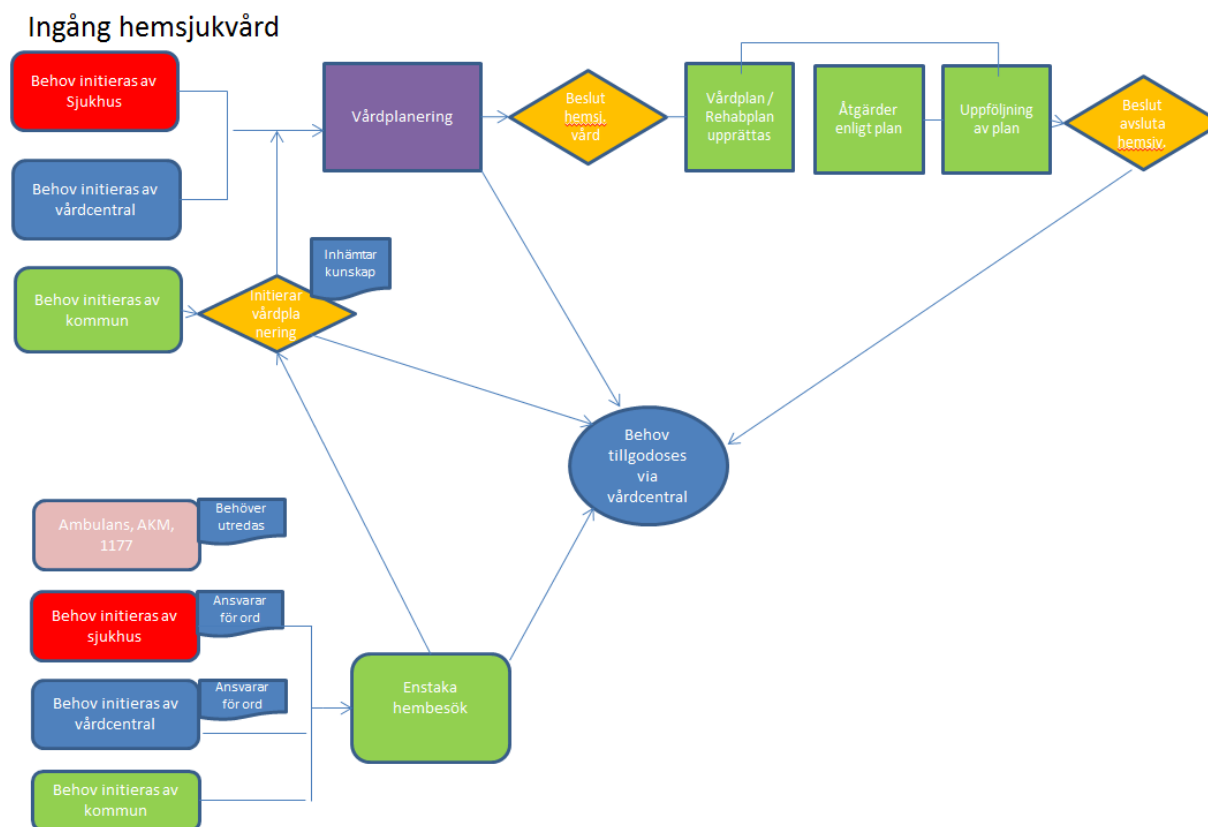 Ingång hemsjukvård
Behov initieras av
Sjukhus
Vårdplanering
Beslut
hemsj.
vård
Vårdplan /
Rehabplan
upprättas
Åtgärder
enligt plan
Uppföljning
av plan
Beslut
avsluta
hemsjv.
Behov initieras av
vårdcentral
Inhämtar
kunskap
Behov initieras av
kommun
Initierar
vårdpla
nering
Behov
tillgodoses
via
vårdcentral
Ambulans, AKM,
1177
Behöver
utredas
Behov initieras av
sjukhus
Ansvarar
för ord
Behov initieras av
vårdcentral
Ansvarar
för ord
Enstaka
hembesök
Behov initieras av
kommun